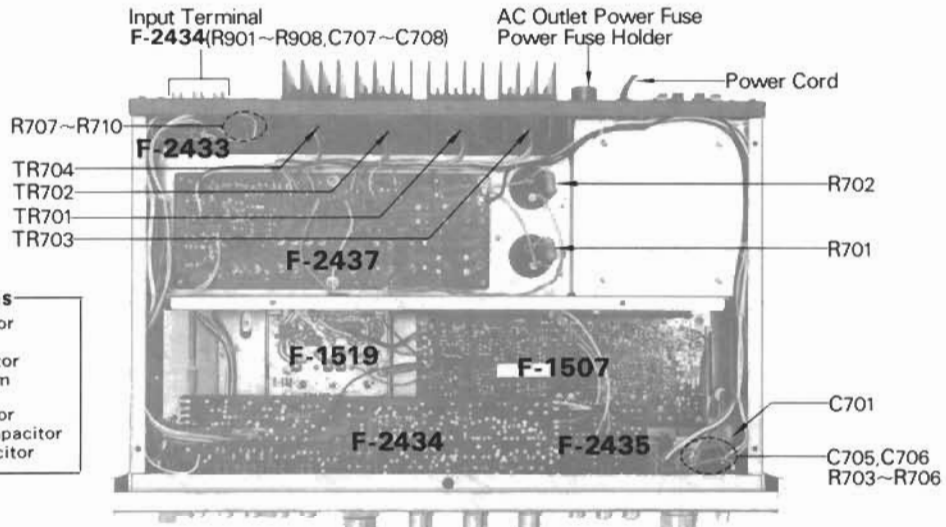 Input Terminal
F-2434(R901~R908, C707~C708)
AC Outlet Power Fuse
Power Fuse Holder
Power Cord
R707~R710
F-2433
TR704
TR702
TR701
TR703
R702
R701
F-2437
F-1519
F-1507
F-2434
F-2435
C701
C705, C706
R703~R706